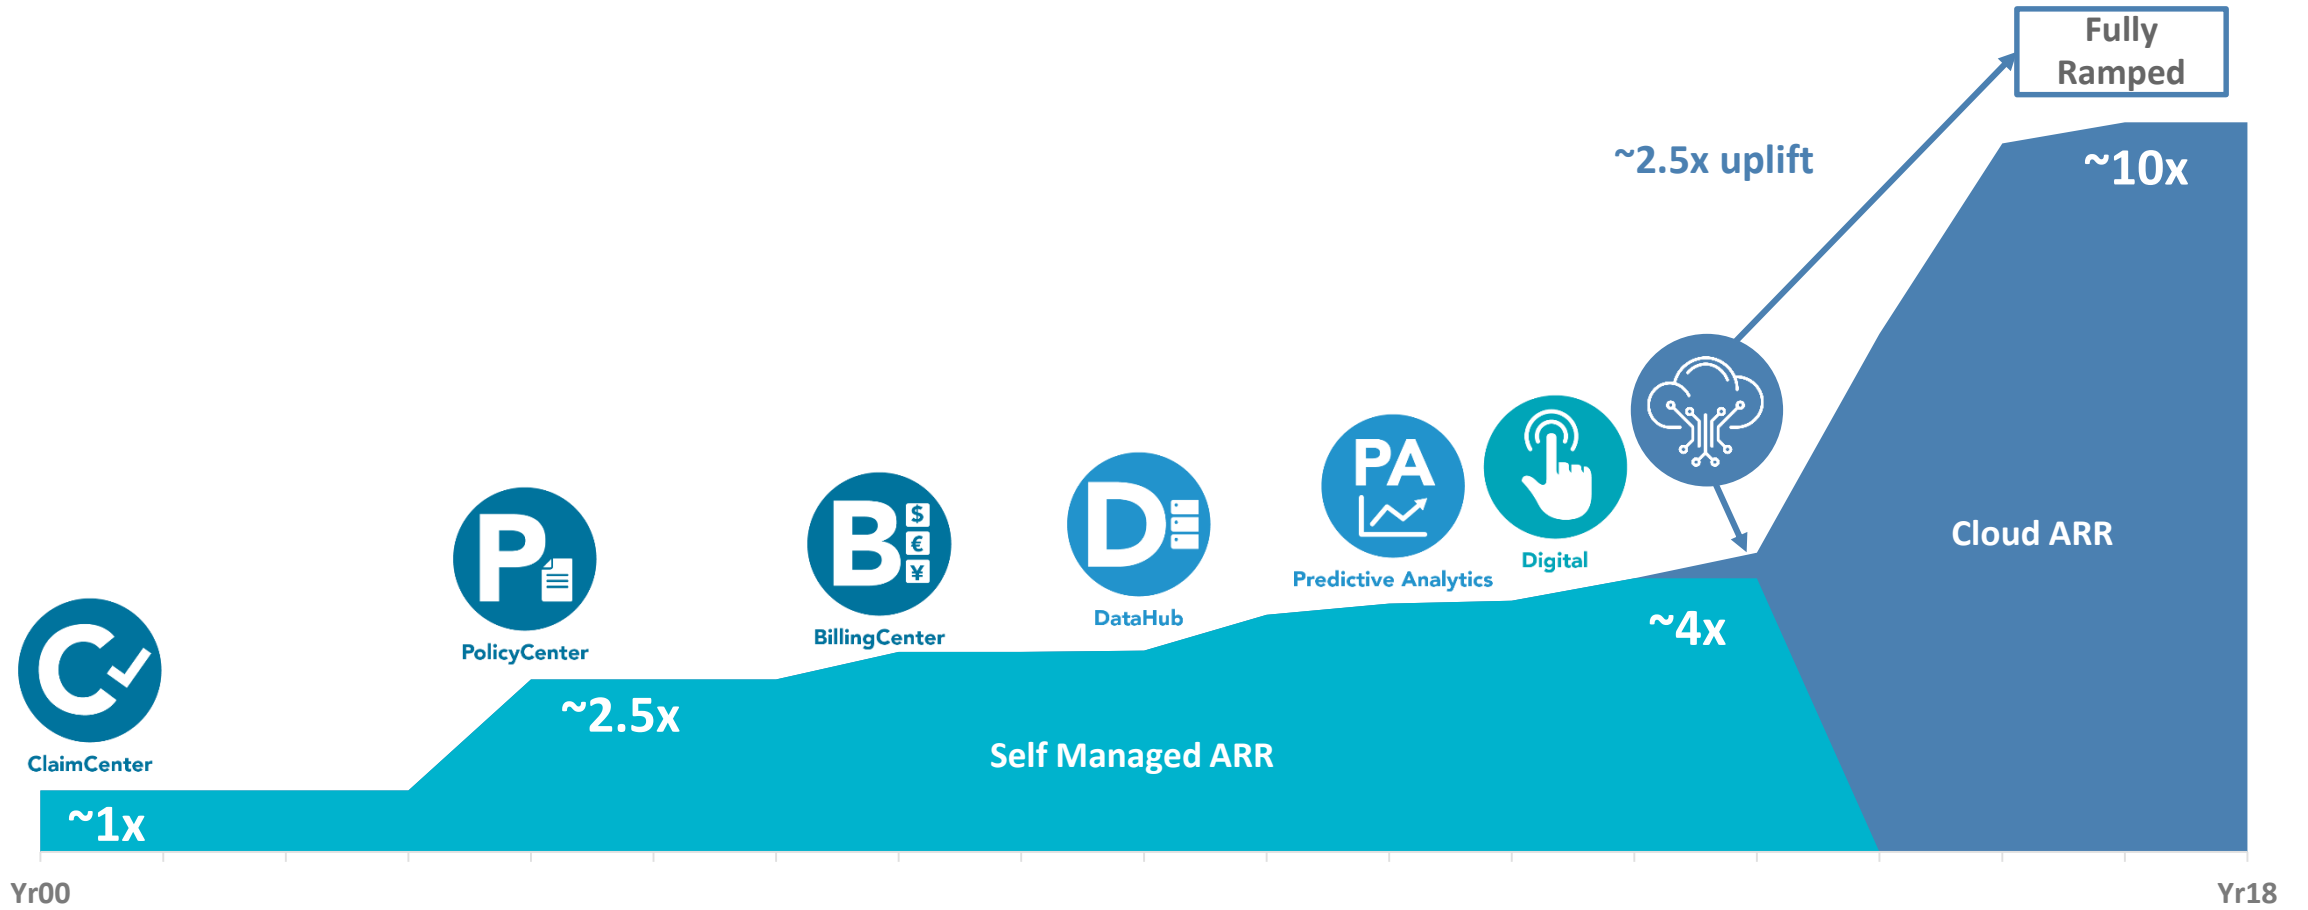 Fully
Ramped
~2.5x uplift
~10x
PA
Predictive Analytics
Digital
D
DataHub
B
$
€
¥
BillingCenter
P
PolicyCenter
C
ClaimCenter
~1x
~2.5x
~4x
Self Managed ARR
Cloud ARR
Yr00
Yr18